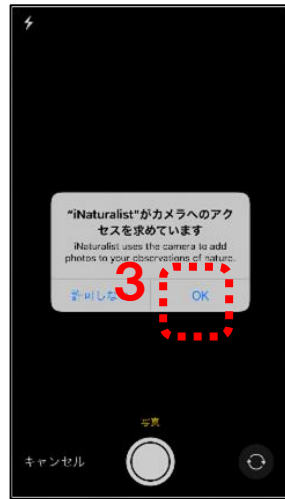 "iNaturalist"がカメラへのアク
セスを求めています
iNaturalist uses the camera to add
photos to your observations of nature.
許可しな
3
OK
写真
キャンセル